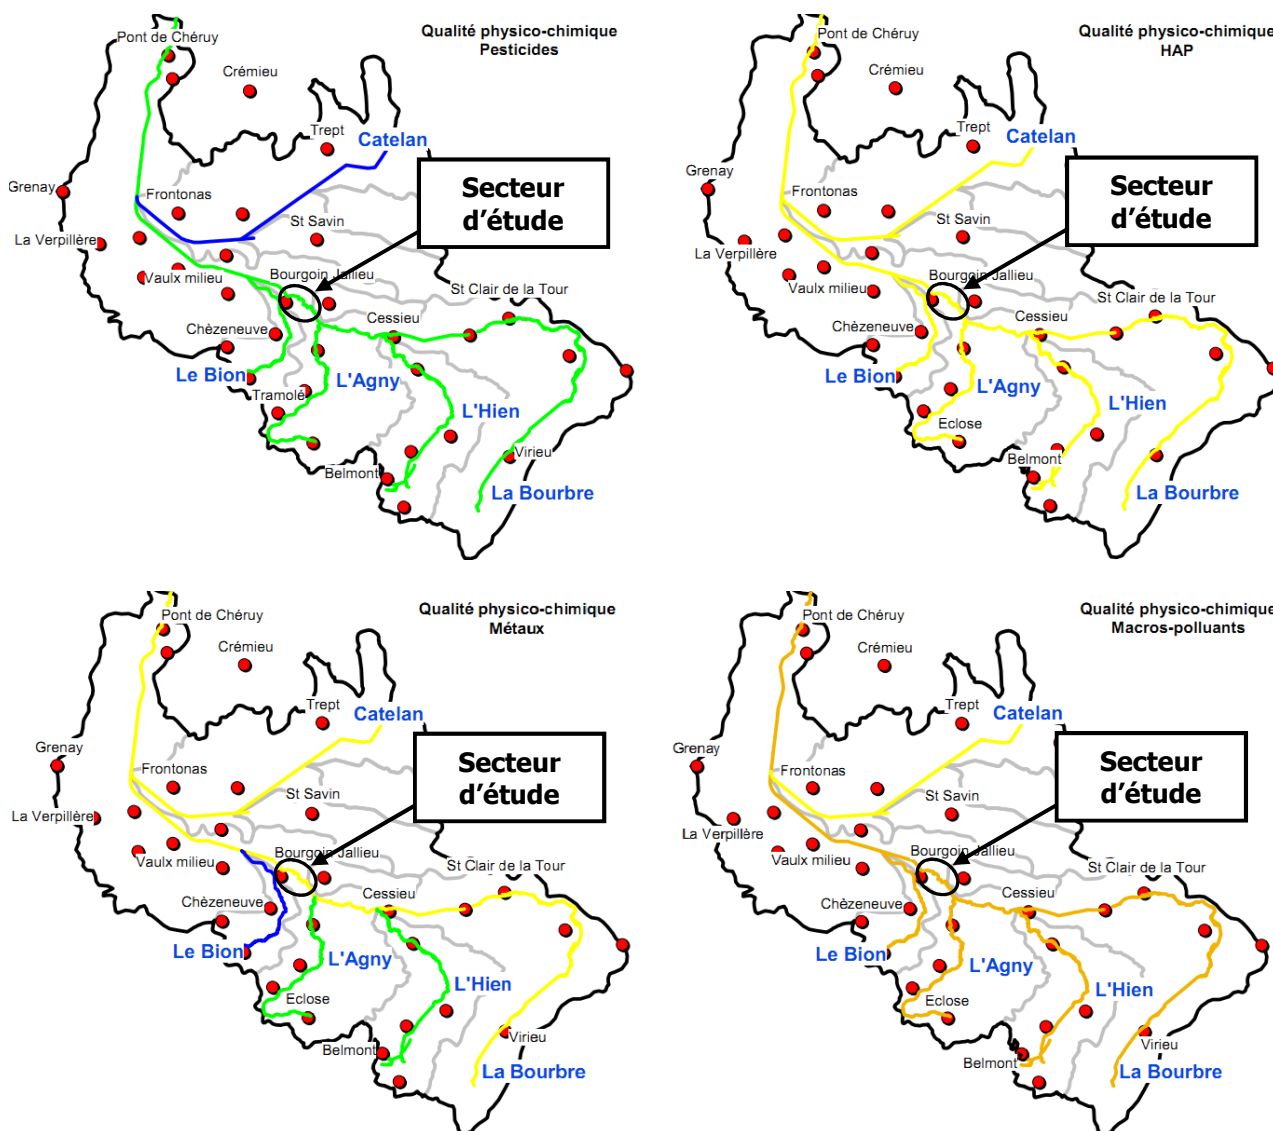 Pont de Chéruy
Qualité physico-chimique
Pesticides
Crémieu
Trept
Catelan
Grenay
Frontonas
Secteur
d'étude
St Savin
La Verpillère
Vaulx milieu
Bourgoin Jallieu
St Clair de la Tour
Chèzeneuve
Cessieu
Le Bion
L'Agny
Tramolé
L'Hien
Virieu
Belmont
La Bourbre
Pont de Chéruy
Qualité physico-chimique
HAP
Crémieu
Trept
Catelan
Grenay
Frontonas
Secteur
d'étude
St Savin
La Verpillère
Vaulx milieu
Bourgoin Jallieu
St Clair de la Tour
Chèzeneuve
Cessieu
Le Bion
L'Agny
L'Hien
Eclose
Belmont
La Bourbre
Pont de Chéruy
Qualité physico-chimique
Métaux
Crémieu
Trept
Catelan
Grenay
Frontonas
Secteur
d'étude
St Savin
La Verpillère
Vaulx milieu
Bourgoin Jallieu
St Clair de la Tour
Chèzeneuve
Cessieu
Le Bion
L'Agny
L'Hien
Eclose
Virieu
Belmont
La Bourbre
Pont de Chéruy
Qualité physico-chimique
Macros-polluants
Crémieu
Trept
Catelan
Grenay
Frontonas
Secteur
d'étude
St Savin
La Verpillère
Vaulx milieu
Bourgoin Jallieu
St Clair de la Tour
Chèzeneuve
Cessieu
Le Bion
L'Agny
L'Hien
Eclose
Virieu
Belmont
La Bourbre